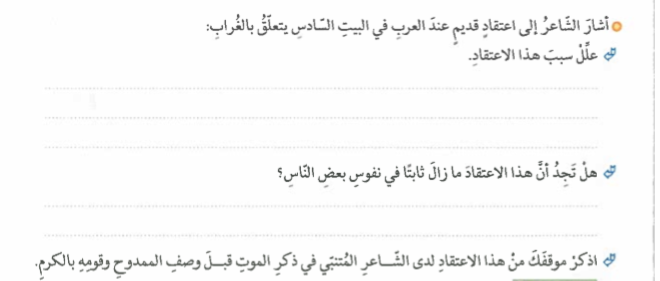 أشارَ الشّاعرُ إلى اعتقادٍ قديمٍ عندَ العربِ في البيتِ السّادسِ يتعلّقُ بالغُرابِ:
علِّلْ سببَ هذا الاعتقادِ.
هلْ تَجِدُ أنَّ هذا الاعتقادَ ما زالَ ثابتًا في نفوسِ بعضِ النّاسِ؟
اذكرْ موقفَكَ منْ هذا الاعتقادِ لدى الشّاعرِ المُتنبّي في ذكرِ الموتِ قبلَ وصفِ الممدوحِ وقومِهِ بالكرمِ.